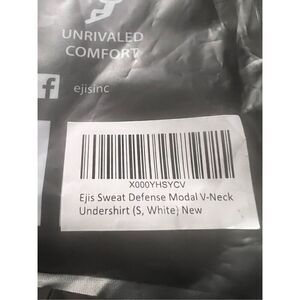 UNRIVALED
COMFORT
f ejisinc
X000YHSYCV
Ejis Sweat Defense Modal V-Neck
Undershirt (S, White) New